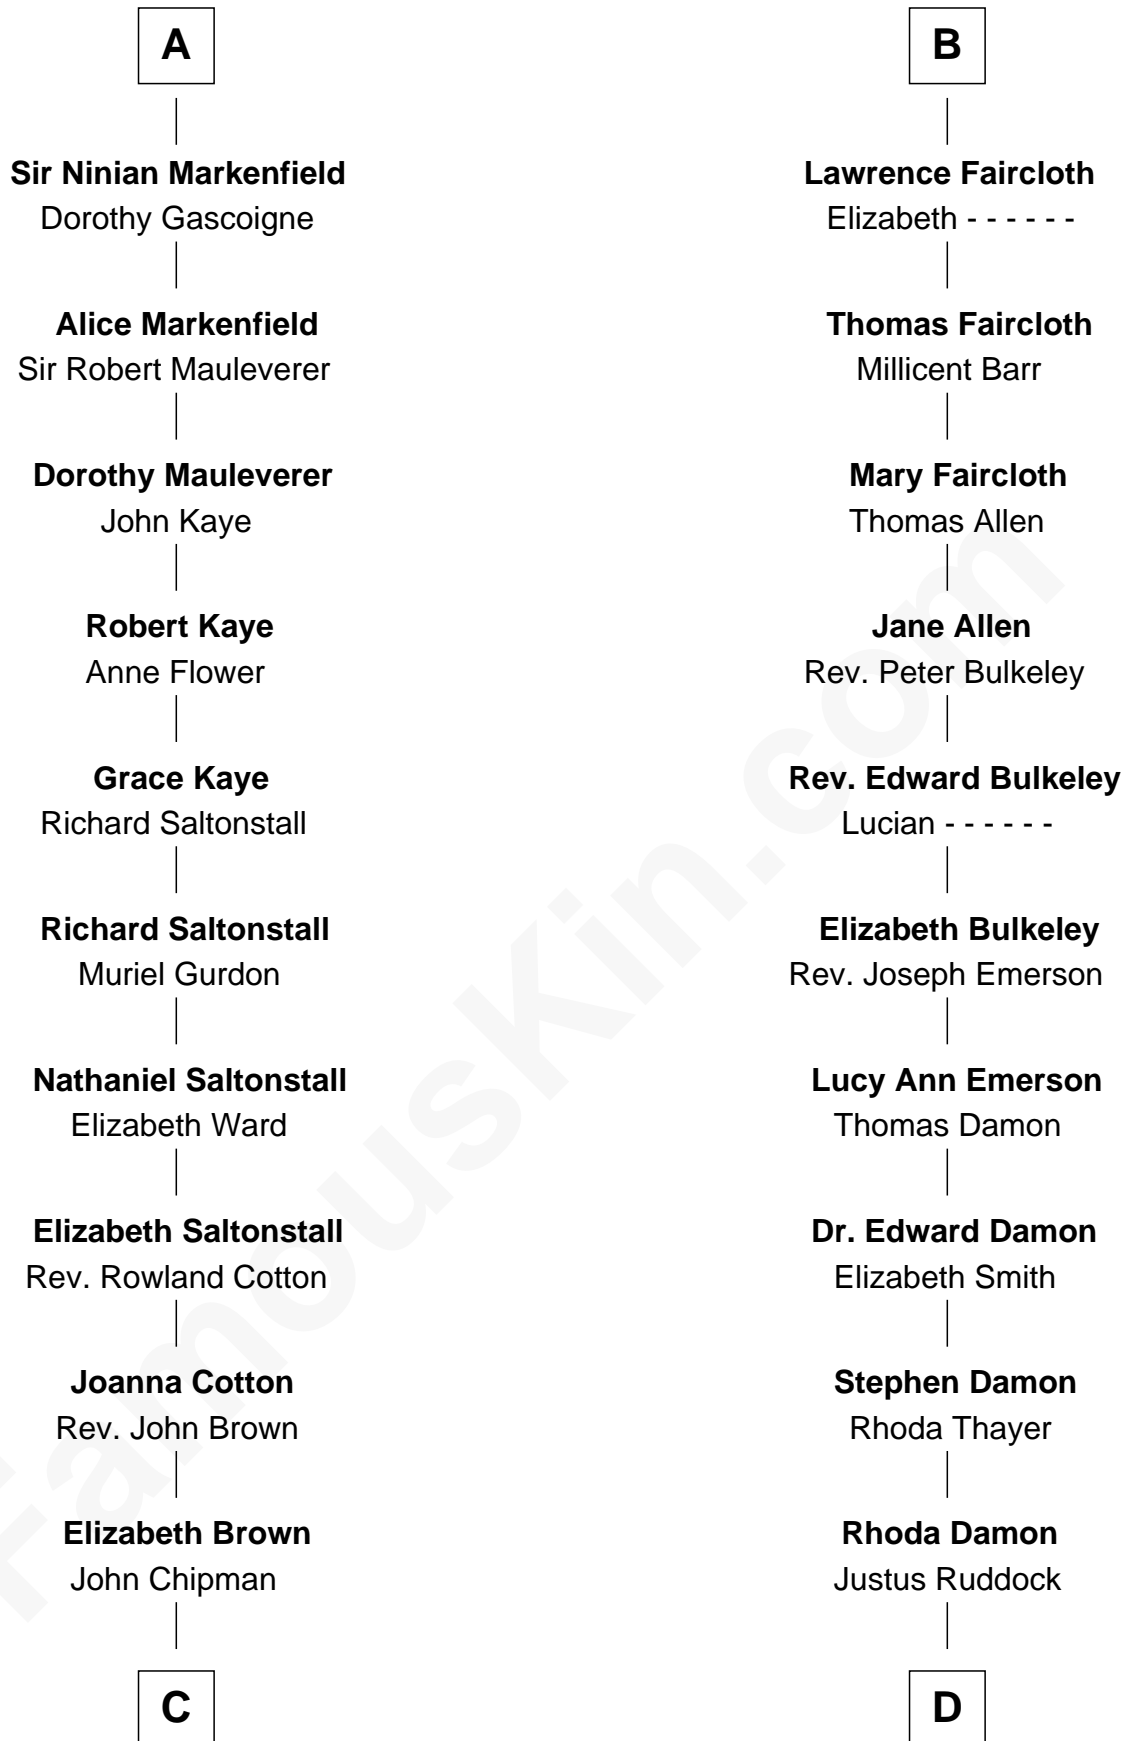 A
Sir Ninian Markenfield
Dorothy Gascoigne
Alice Markenfield
Sir Robert Mauleverer
Dorothy Mauleverer
John Kaye
Robert Kaye
Anne Flower
Grace Kaye
Richard Saltonstall
Richard Saltonstall
Muriel Gurdon
Nathaniel Saltonstall
Elizabeth Ward
Elizabeth Saltonstall
Rev. Rowland Cotton
Joanna Cotton
Rev. John Brown
Elizabeth Brown
John Chipman
C
B
Lawrence Faircloth
Elizabeth - - - - - -
Thomas Faircloth
Millicent Barr
Mary Faircloth
Thomas Allen
Jane Allen
Rev. Peter Bulkeley
Rev. Edward Bulkeley
Lucian - - - - - -
Elizabeth Bulkeley
Rev. Joseph Emerson
Lucy Ann Emerson
Thomas Damon
Dr. Edward Damon
Elizabeth Smith
Stephen Damon
Rhoda Thayer
Rhoda Damon
Justus Ruddock
D
FamousKin.com